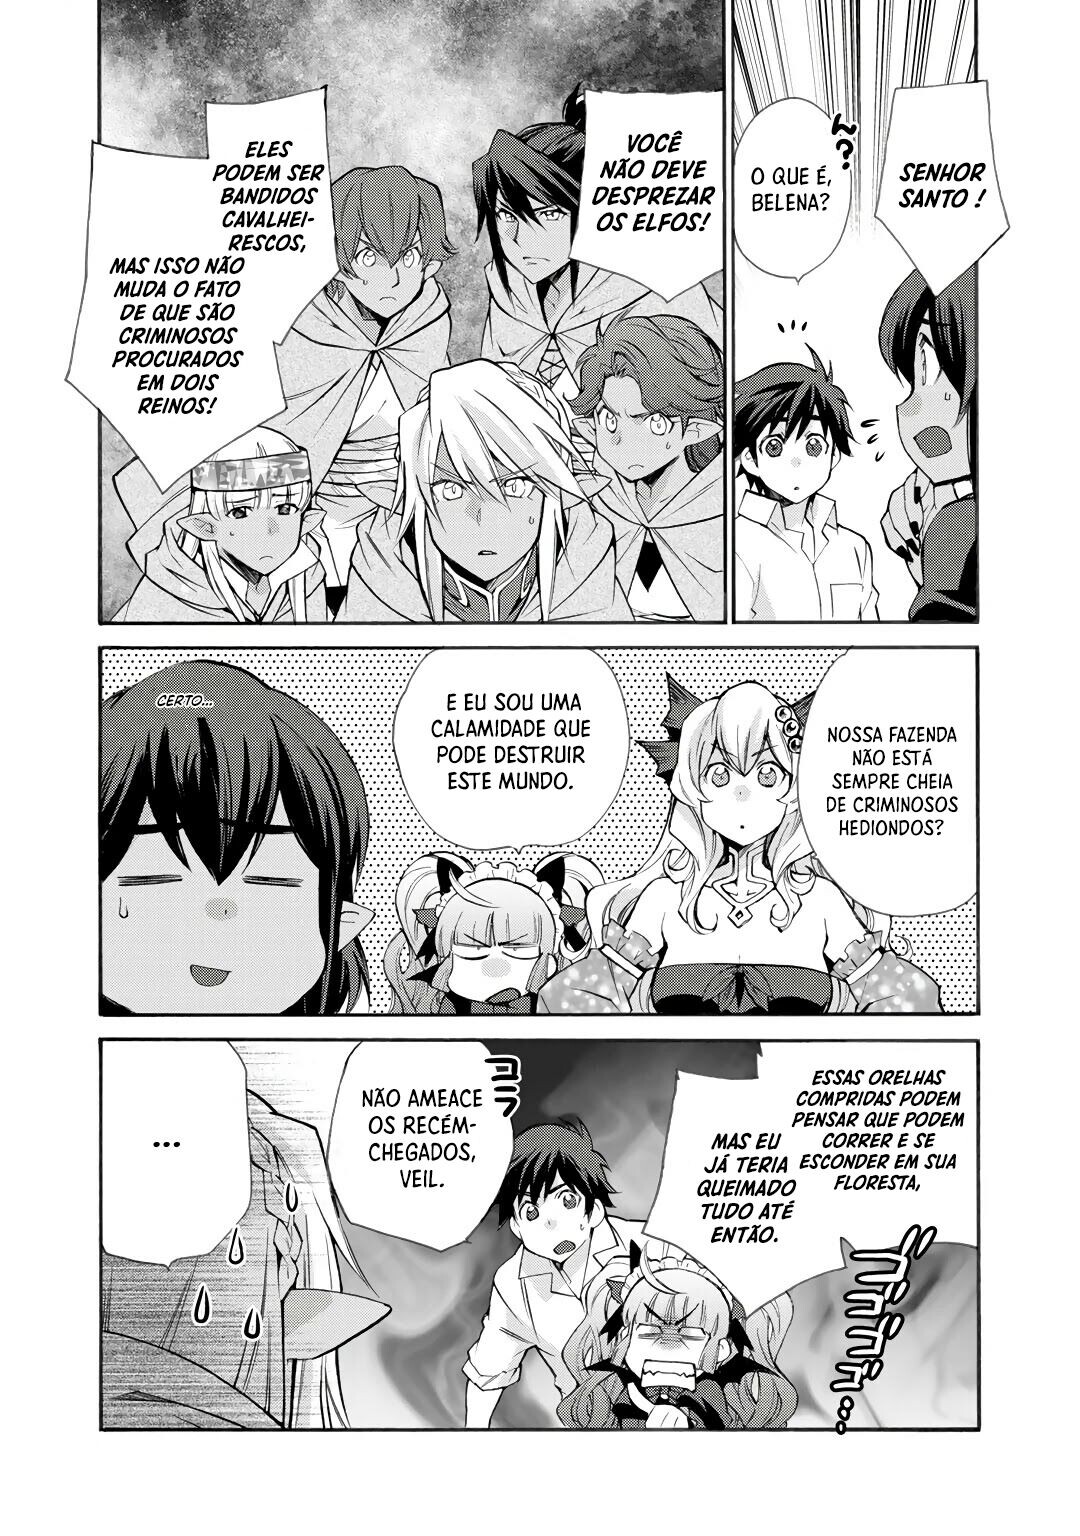 SENHOR
SANTO !
O QUE É,
BELENA?
ん?
VOCÊ
NÃO DEVE
DESPREZAR
OS ELFOS!
ELES
PODEM SER
BANDIDOS
CAVALHEI-
RESCOS,
MAS ISSO NÃO
MUDA O FATO
DE QUE SÃO
CRIMINOSOS
PROCURADOS
EM DOIS
REINOS!
NOSSA FAZENDA
NÃO ESTÁ
SEMPRE CHEIA
DE CRIMINOSOS
HEDIONDOS?
E EU SOU UMA
CALAMIDADE QUE
PODE DESTRUIR
ESTE MUNDO.
CERTO...
ESSAS ORELHAS
COMPRIDAS PODEM
PENSAR QUE PODEM
CORRER E SE
ESCONDER EM SUA
FLORESTA,
MAS EU
JÁ TERIA
QUEIMADO
TUDO ATÉ
ENTÃO.
コラ
NÃO AMEACE
OS RECÉM-
CHEGADOS,
VEIL.
...